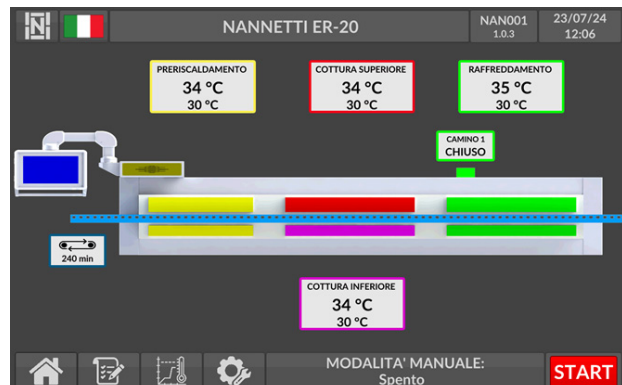 N
NANNETTI ER-20
NAN001
1.0.3
23/07/24
12:06
PRERISCALDAMENTO
34 °C
30 °C
COTTURA SUPERIORE
34 °C
30 °C
RAFFREDDAMENTO
35 °C
30 °C
CAMINO 1
CHIUSO
240 min
COTTURA INFERIORE
34 °C
30 °C
MODALITA' MANUALE:
Spento
START